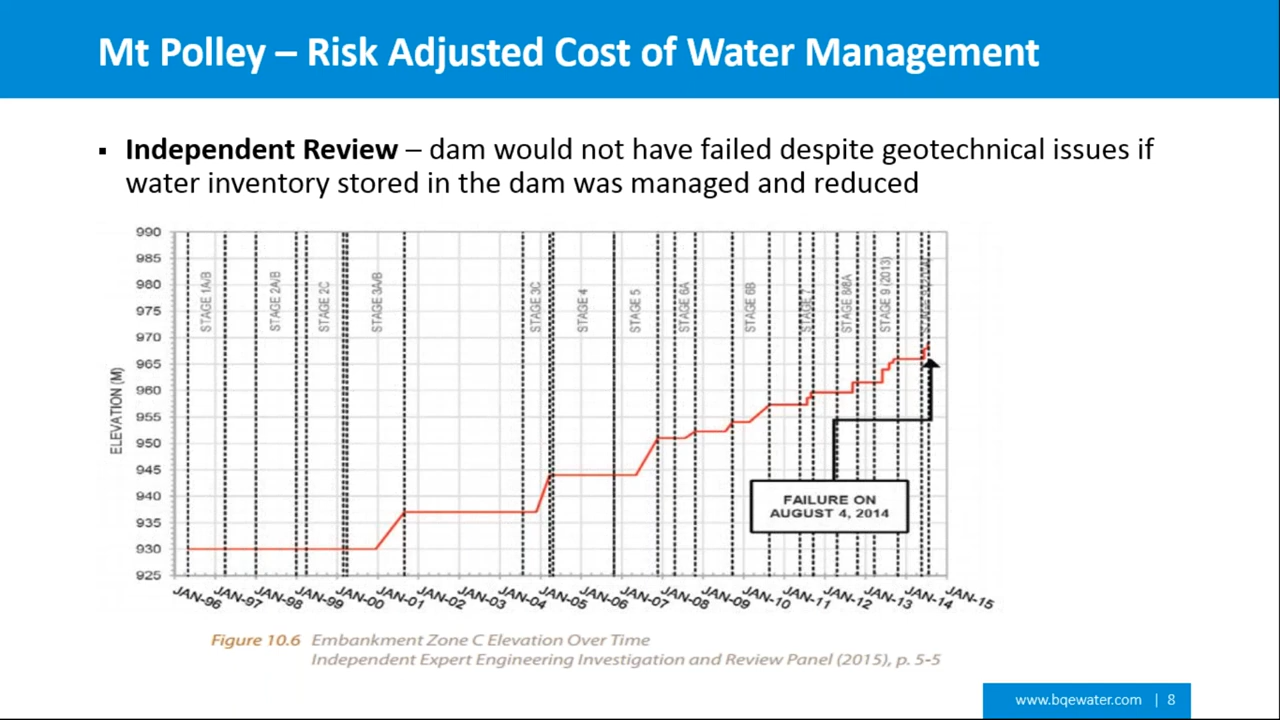 Mt Polley – Risk Adjusted Cost of Water Management
▪ Independent Review – dam would not have failed despite geotechnical issues if
water inventory stored in the dam was managed and reduced
990
985
980
975
970
965
960
955
950
945
940
935
930
925
ELEVATION (M)
STAGE 1A/B
STAGE 2A/B
STAGE 2C
STAGE 3A/B
STAGE 3C
STAGE 4
STAGE 5
STAGE 6A
STAGE 6B
STAGE 7
STAGE 8/8A
STAGE 9 (2013)
STAGE
FAILURE ON
AUGUST 4, 2014
JAN-96
JAN-97
JAN-98
JAN-99
JAN-00
JAN-01
JAN-02
JAN-03
JAN-04
JAN-05
JAN-06
JAN-07
JAN-08
JAN-09
JAN-10
JAN-11
JAN-12
JAN-13
JAN-14
JAN-15
Figure 10.6 Embankment Zone C Elevation Over Time
Independent Expert Engineering Investigation and Review Panel (2015), p. 5-5
www.bqewater.com | 8